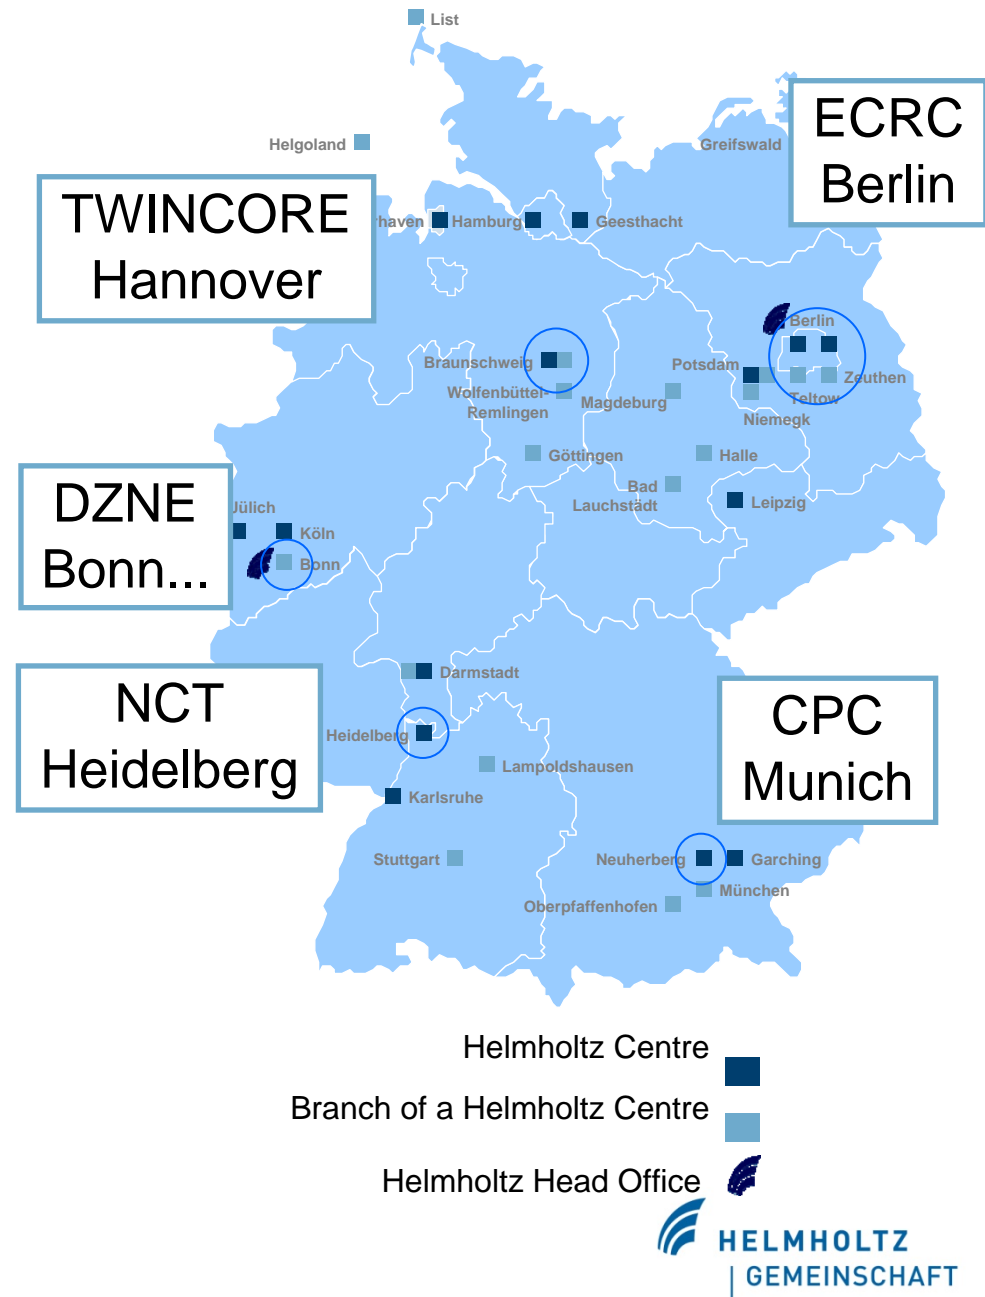 List
ECRC
Berlin
Helgoland
Greifswald
TWINCORE
Hannover
rhaven
Hamburg
Geesthacht
Berlin
Braunschweig
Potsdam
Zeuthen
Wolfenbüttel-
Remlingen
Magdeburg
Teltow
Niemegk
Göttingen
Halle
Bad
Lauchstädt
Leipzig
DZNE
Bonn...
Jülich
Köln
Bonn
NCT
Heidelberg
Darmstadt
CPC
Munich
Heidelberg
Lampoldshausen
Karlsruhe
Stuttgart
Neuherberg
Garching
München
Oberpfaffenhofen
Helmholtz Centre
Branch of a Helmholtz Centre
Helmholtz Head Office
HELMHOLTZ
| GEMEINSCHAFT